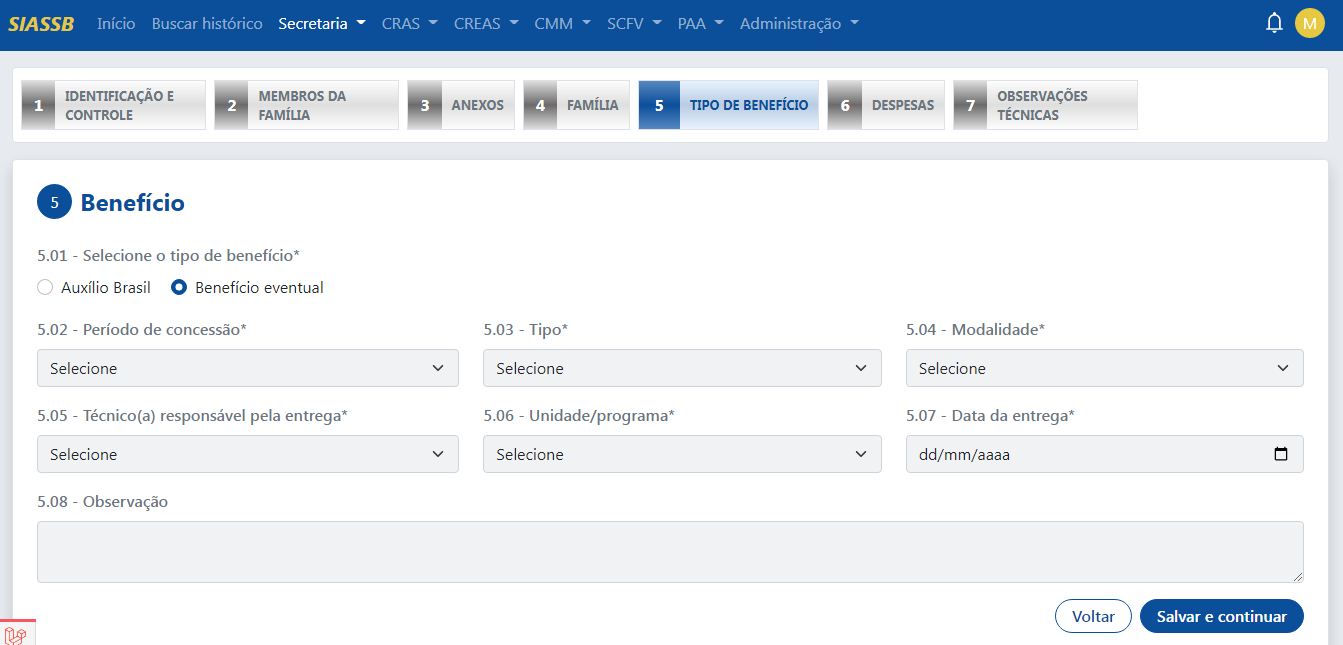 SIASSB Início Buscar histórico Secretaria CRAS CREAS CMM SCFV PAA Administração M
1 IDENTIFICAÇÃO E CONTROLE
2 MEMBROS DA FAMÍLIA
3 ANEXOS
4 FAMÍLIA
5 TIPO DE BENEFÍCIO
6 DESPESAS
7 OBSERVAÇÕES TÉCNICAS
5 Benefício
5.01 - Selecione o tipo de benefício*
Auxílio Brasil Benefício eventual
5.02 - Período de concessão* 5.03 - Tipo* 5.04 - Modalidade*
Selecione Selecione Selecione
5.05 - Técnico(a) responsável pela entrega* 5.06 - Unidade/programa* 5.07 - Data da entrega*
Selecione Selecione dd/mm/aaaa
5.08 - Observação
Voltar Salvar e continuar